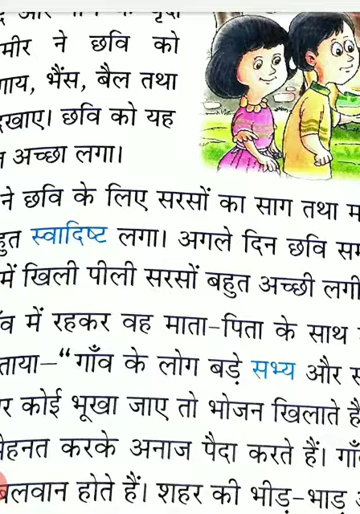 और
ने छवि को
गाय, भैंस, बैल तथा
छवि को यह
अच्छा लगा।
ने छवि के लिए सरसों का साग तथा
स्वादिष्ट लगा। अगले दिन छवि
में खिली पीली सरसों बहुत अच्छी लगी
में रहकर वह माता-पिता के साथ
“गाँव के लोग बड़े सभ्य और
कोई भूखा जाए तो भोजन खिलाते
मेहनत करके अनाज पैदा करते हैं।
बलवान होते हैं। शहर की भीड़-भाड़